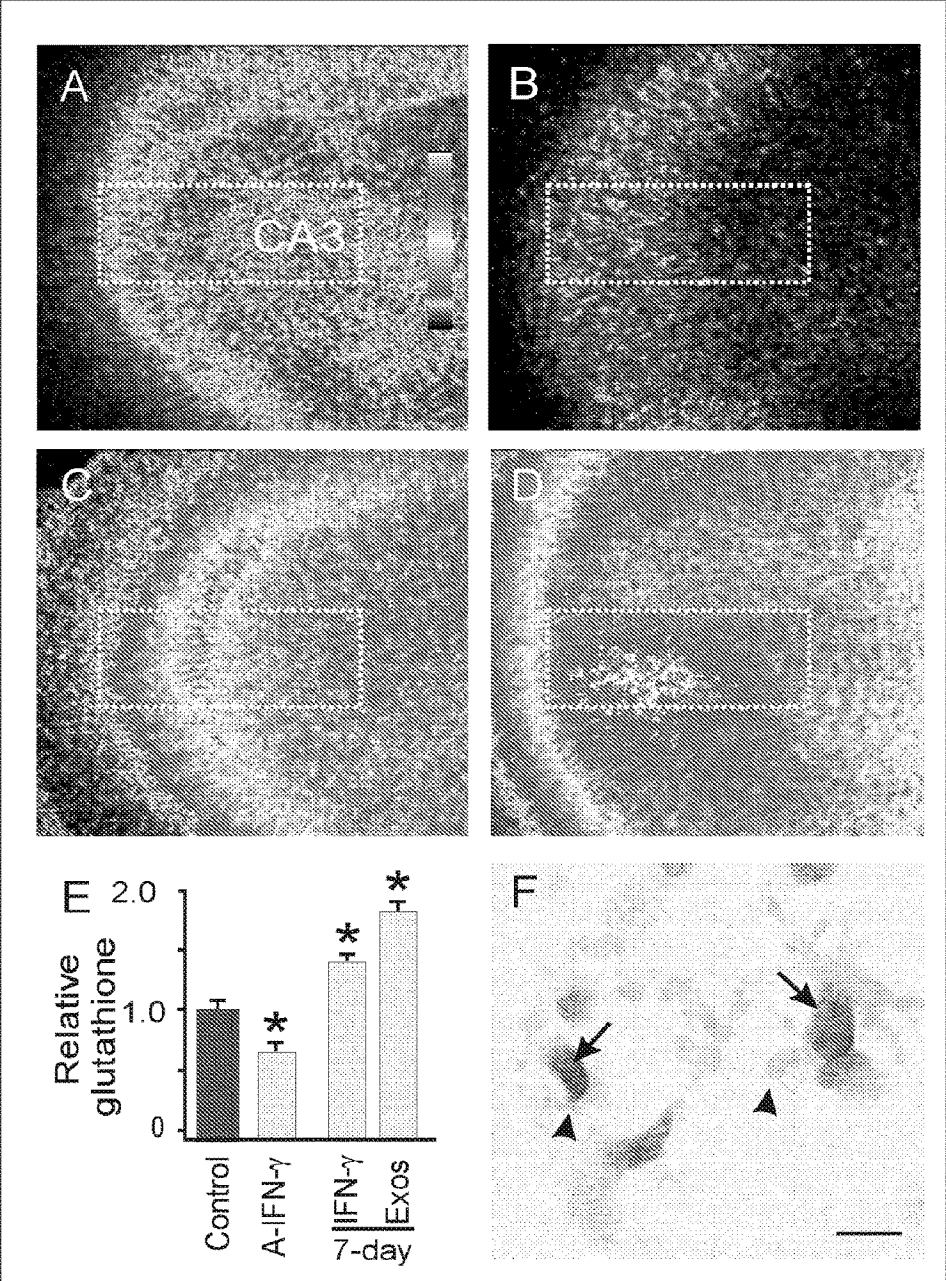 A
B
CA3
C
D
E
2.0
1.0
0
Relative
glutathione
*
*
*
Control
A-IFN-γ
IFN-γ
Exos
7-day
F